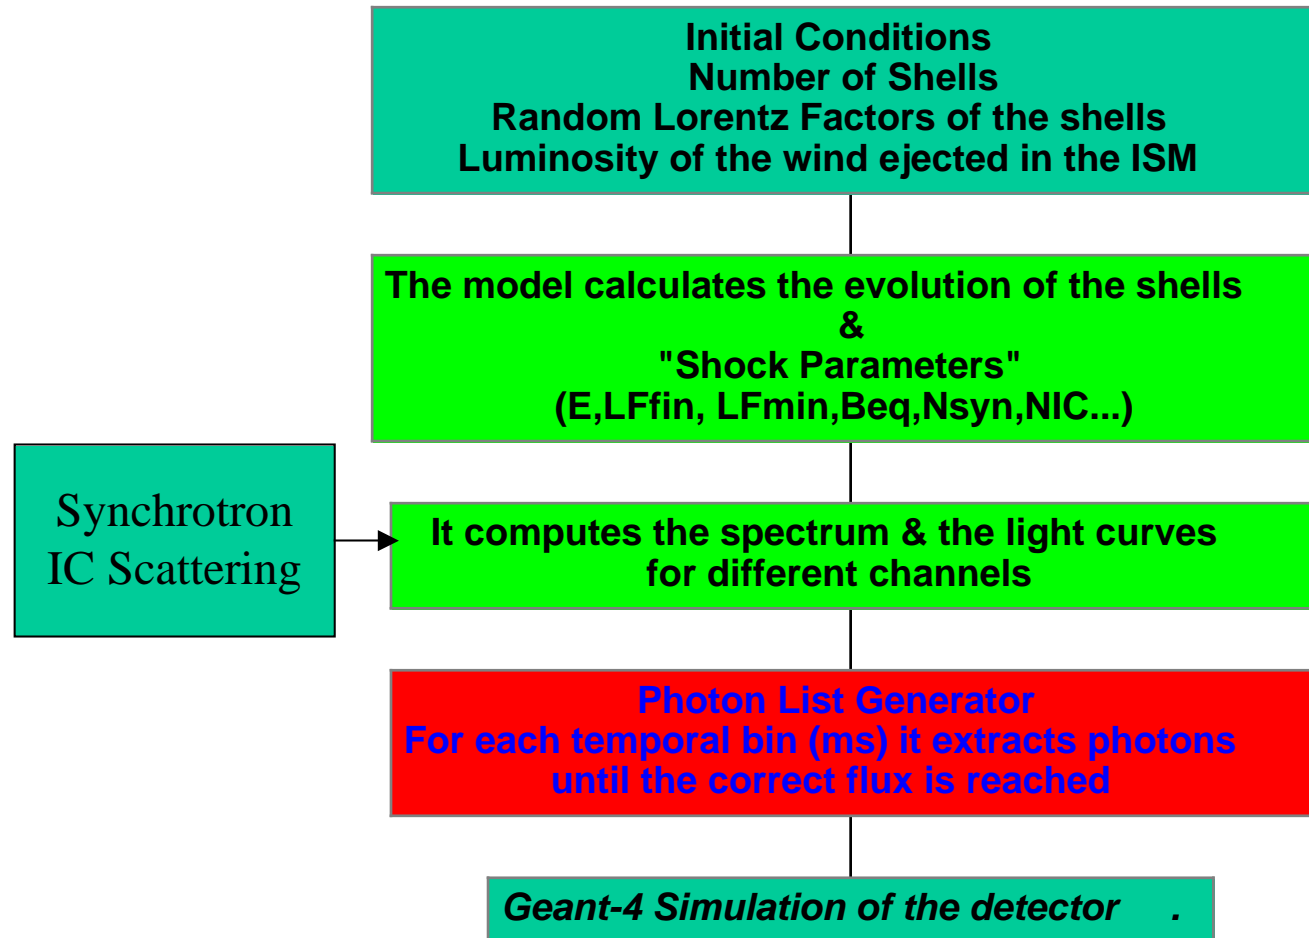 Initial Conditions
Number of Shells
Random Lorentz Factors of the shells
Luminosity of the wind ejected in the ISM
The model calculates the evolution of the shells
&
"Shock Parameters"
(E,LFfin, LFmin,Beq,Nsyn,NIC...)
Synchrotron
IC Scattering
It computes the spectrum & the light curves
for different channels
Photon List Generator
For each temporal bin (ms) it extracts photons
until the correct flux is reached
Geant-4 Simulation of the detector .